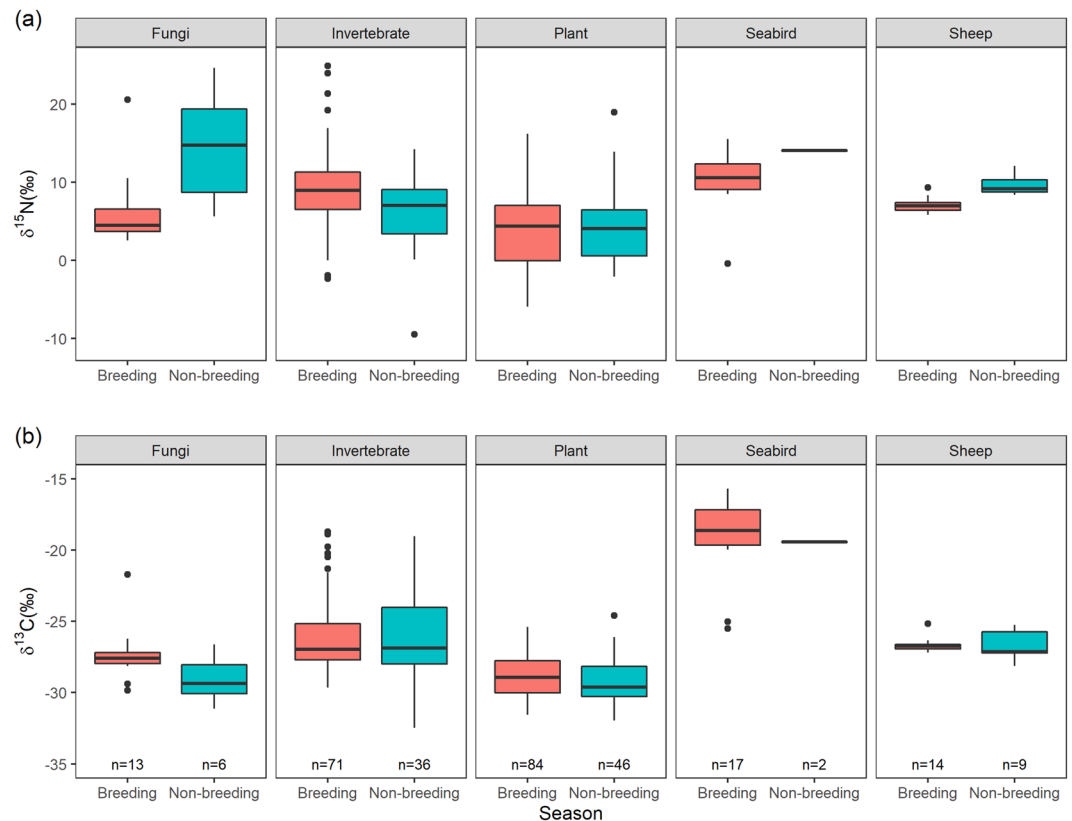 (a)
Fungi Invertebrate Plant Seabird Sheep
20
10
0
-10
δ¹⁵N(‰)
Breeding Non-breeding Breeding Non-breeding Breeding Non-breeding Breeding Non-breeding Breeding Non-breeding
(b)
Fungi Invertebrate Plant Seabird Sheep
-15
-20
-25
-30
-35
δ¹³C(‰)
n=13 n=6 n=71 n=36 n=84 n=46 n=17 n=2 n=14 n=9
Breeding Non-breeding Breeding Non-breeding Breeding Non-breeding Breeding Non-breeding Breeding Non-breeding
Season